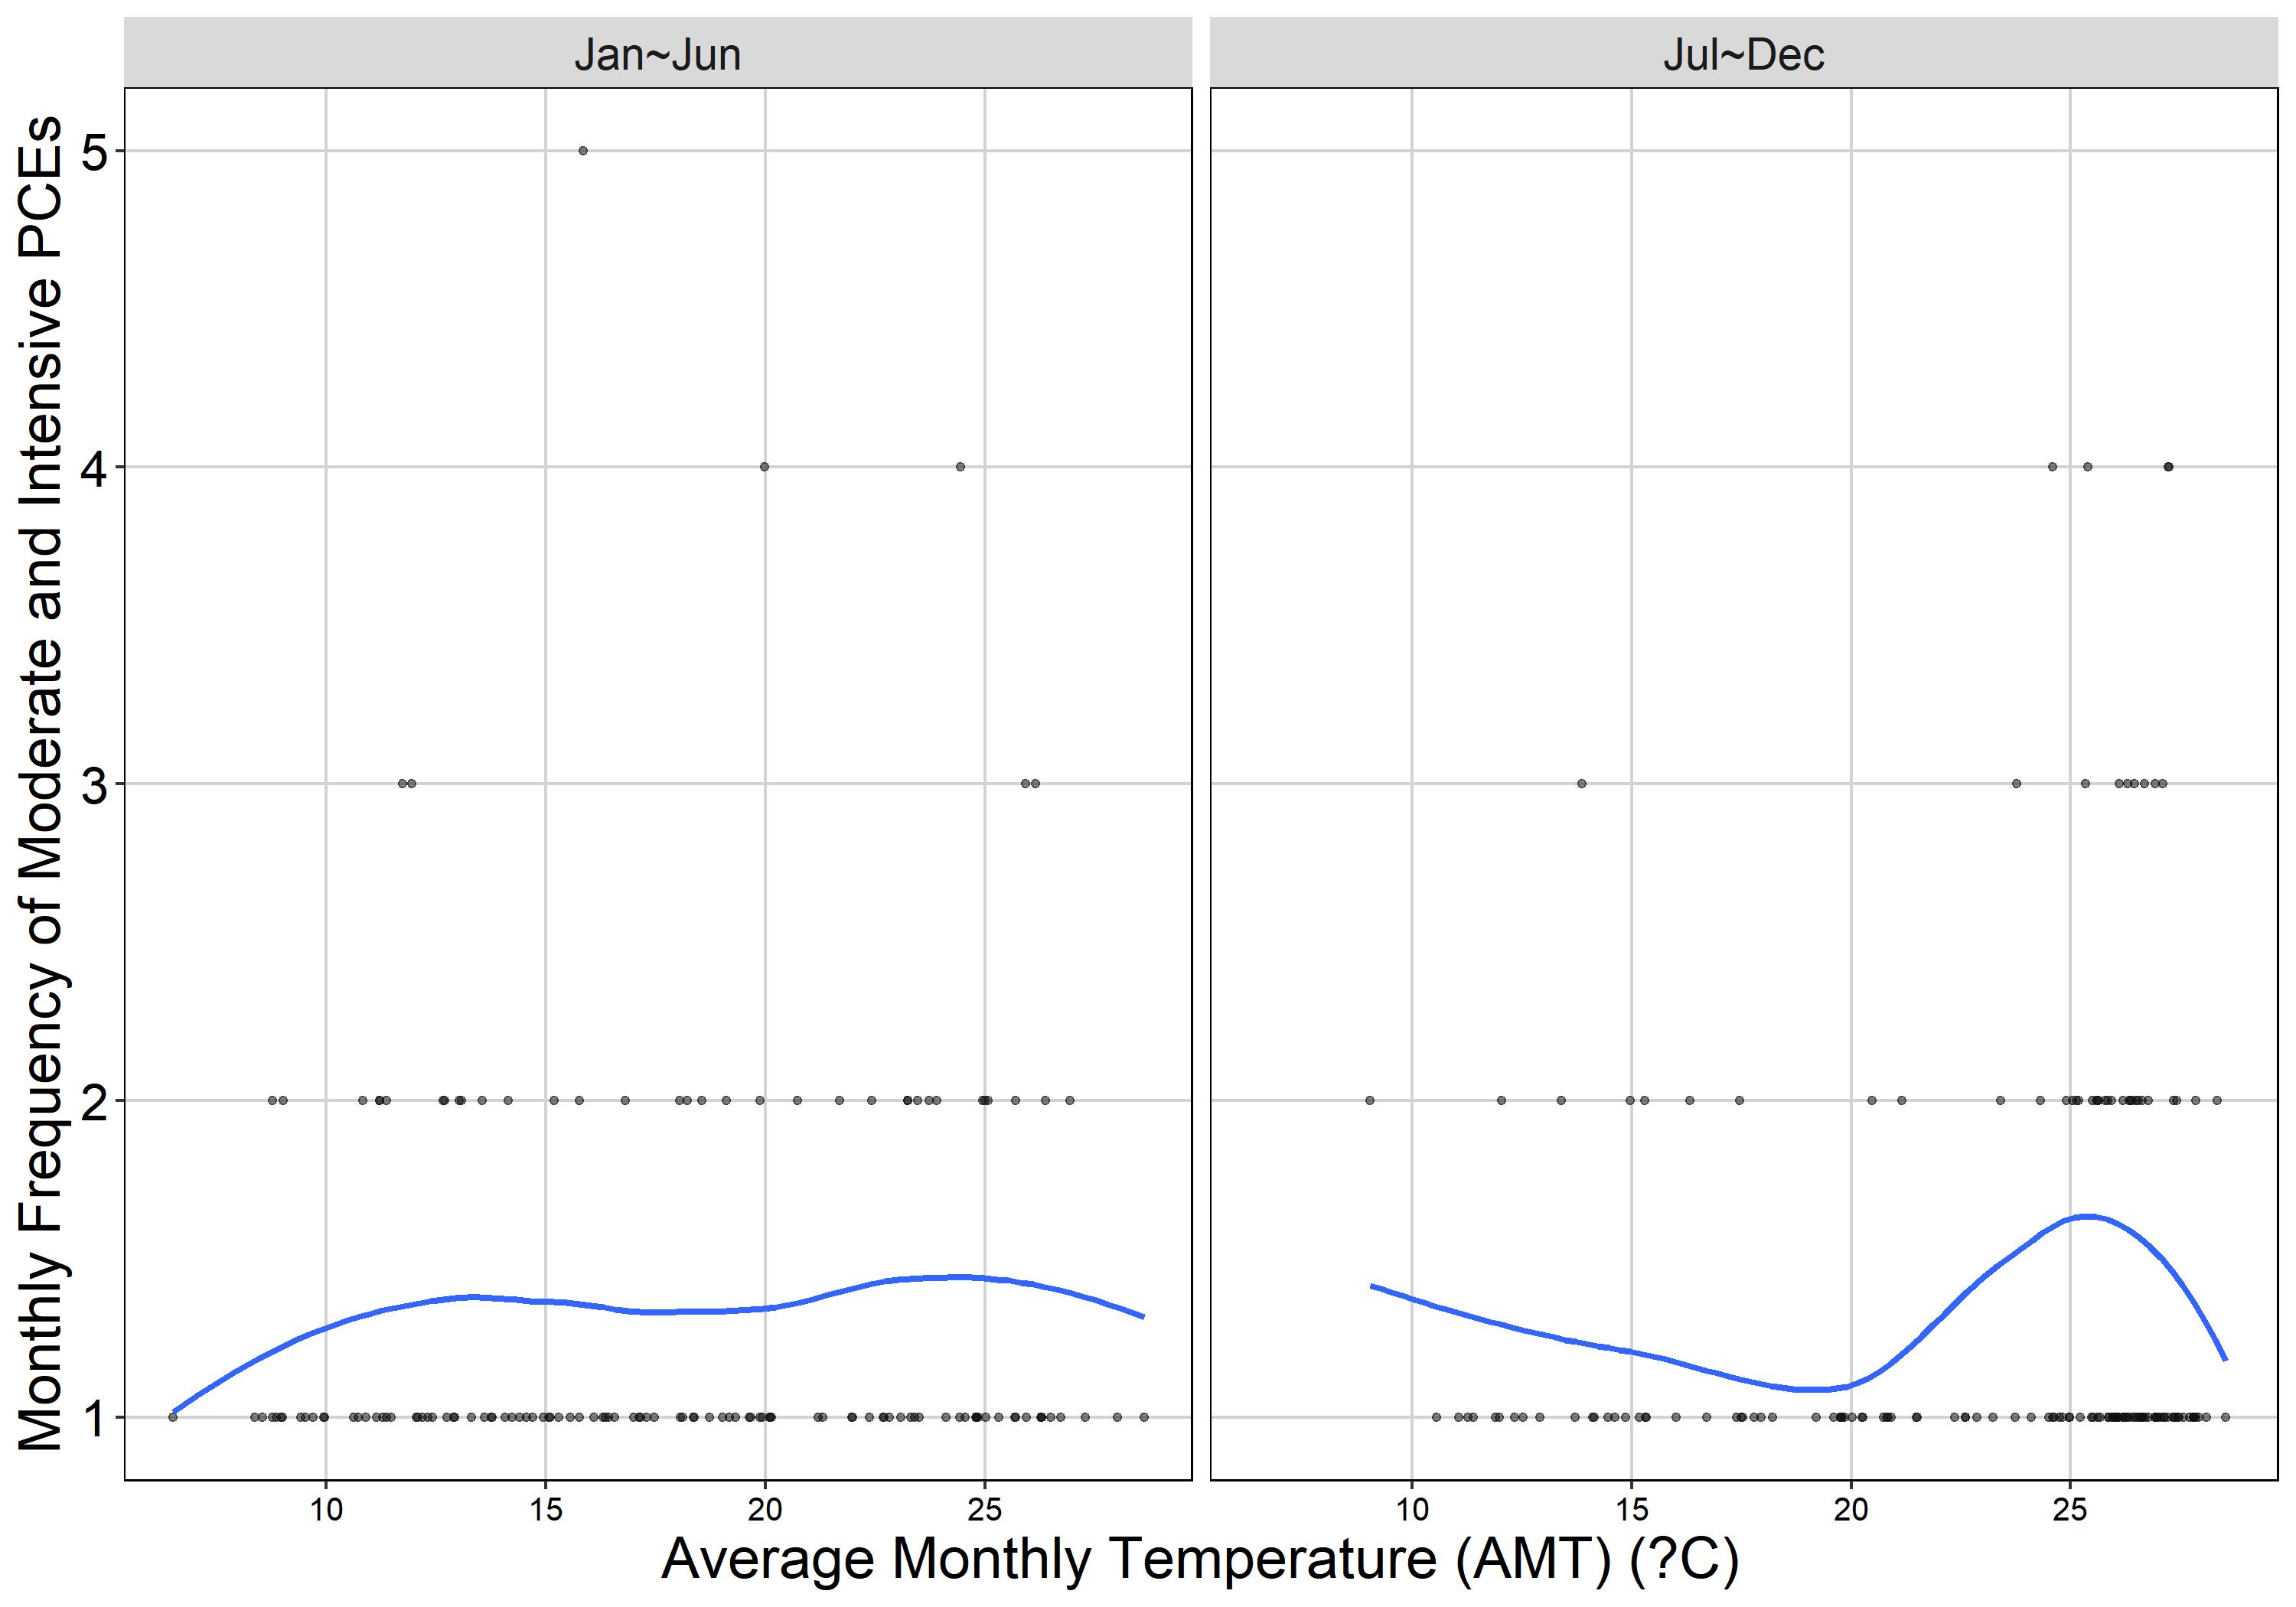 Jan~Jun
Jul~Dec
Monthly Frequency of Moderate and Intensive PCEs
5
4
3
2
1
10 15 20 25
10 15 20 25
Average Monthly Temperature (AMT) (?C)